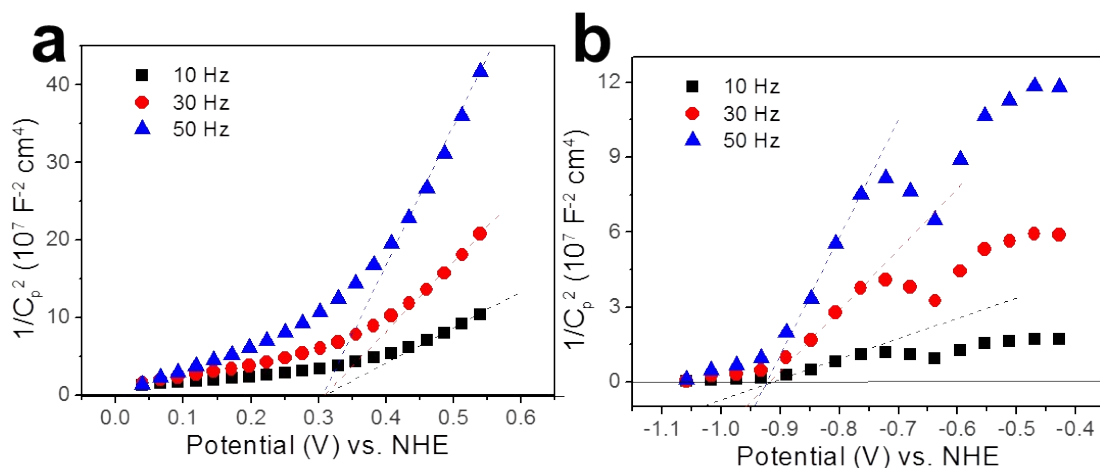 a
10 Hz
30 Hz
50 Hz
1/Cp² (10⁷ F⁻² cm⁴)
40
30
20
10
0
0.0 0.1 0.2 0.3 0.4 0.5 0.6
Potential (V) vs. NHE
b
10 Hz
30 Hz
50 Hz
1/Cp² (10⁷ F⁻² cm⁴)
12
9
6
3
0
-1.1 -1.0 -0.9 -0.8 -0.7 -0.6 -0.5 -0.4
Potential (V) vs. NHE